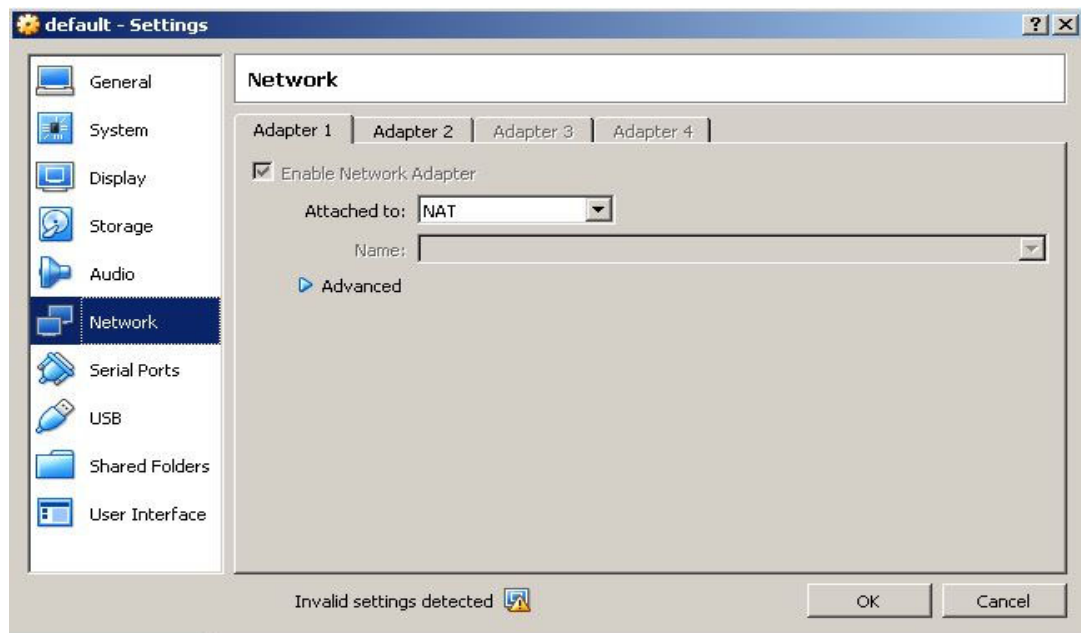 default - Settings
General
System
Display
Storage
Audio
Network
Serial Ports
USB
Shared Folders
User Interface
Network
Adapter 1 Adapter 2 Adapter 3 Adapter 4
Enable Network Adapter
Attached to: NAT
Name:
Advanced
Invalid settings detected
OK Cancel